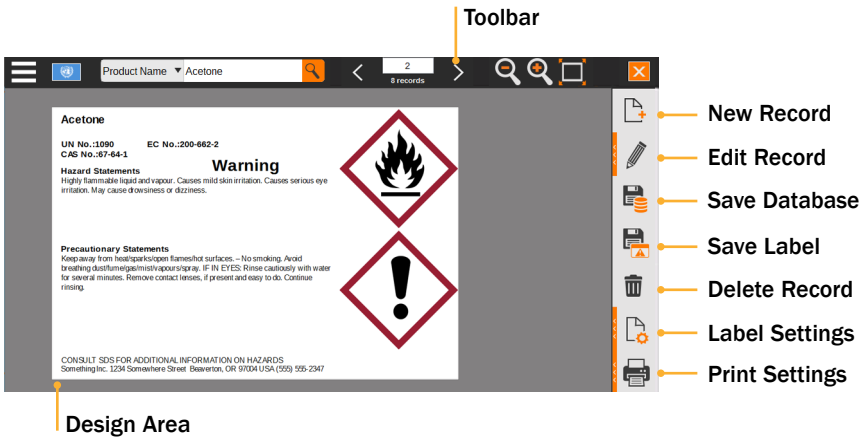 Toolbar
Product Name Acetone
2
8 records
Acetone
UN No.:1090 EC No.:200-662-2
CAS No.:67-64-1
Warning
Hazard Statements
Highly flammable liquid and vapour. Causes mild skin irritation. Causes serious eye
irritation. May cause drowsiness or dizziness.
Precautionary Statements
Keep away from heat/sparks/open flames/hot surfaces. – No smoking. Avoid
breathing dust/fume/gas/mist/vapours/spray. IF IN EYES: Rinse cautiously with water
for several minutes. Remove contact lenses, if present and easy to do. Continue
rinsing.
CONSULT SDS FOR ADDITIONAL INFORMATION ON HAZARDS
Something Inc. 1234 Somewhere Street Beaverton, OR 97004 USA (555) 555-2347
New Record
Edit Record
Save Database
Save Label
Delete Record
Label Settings
Print Settings
Design Area